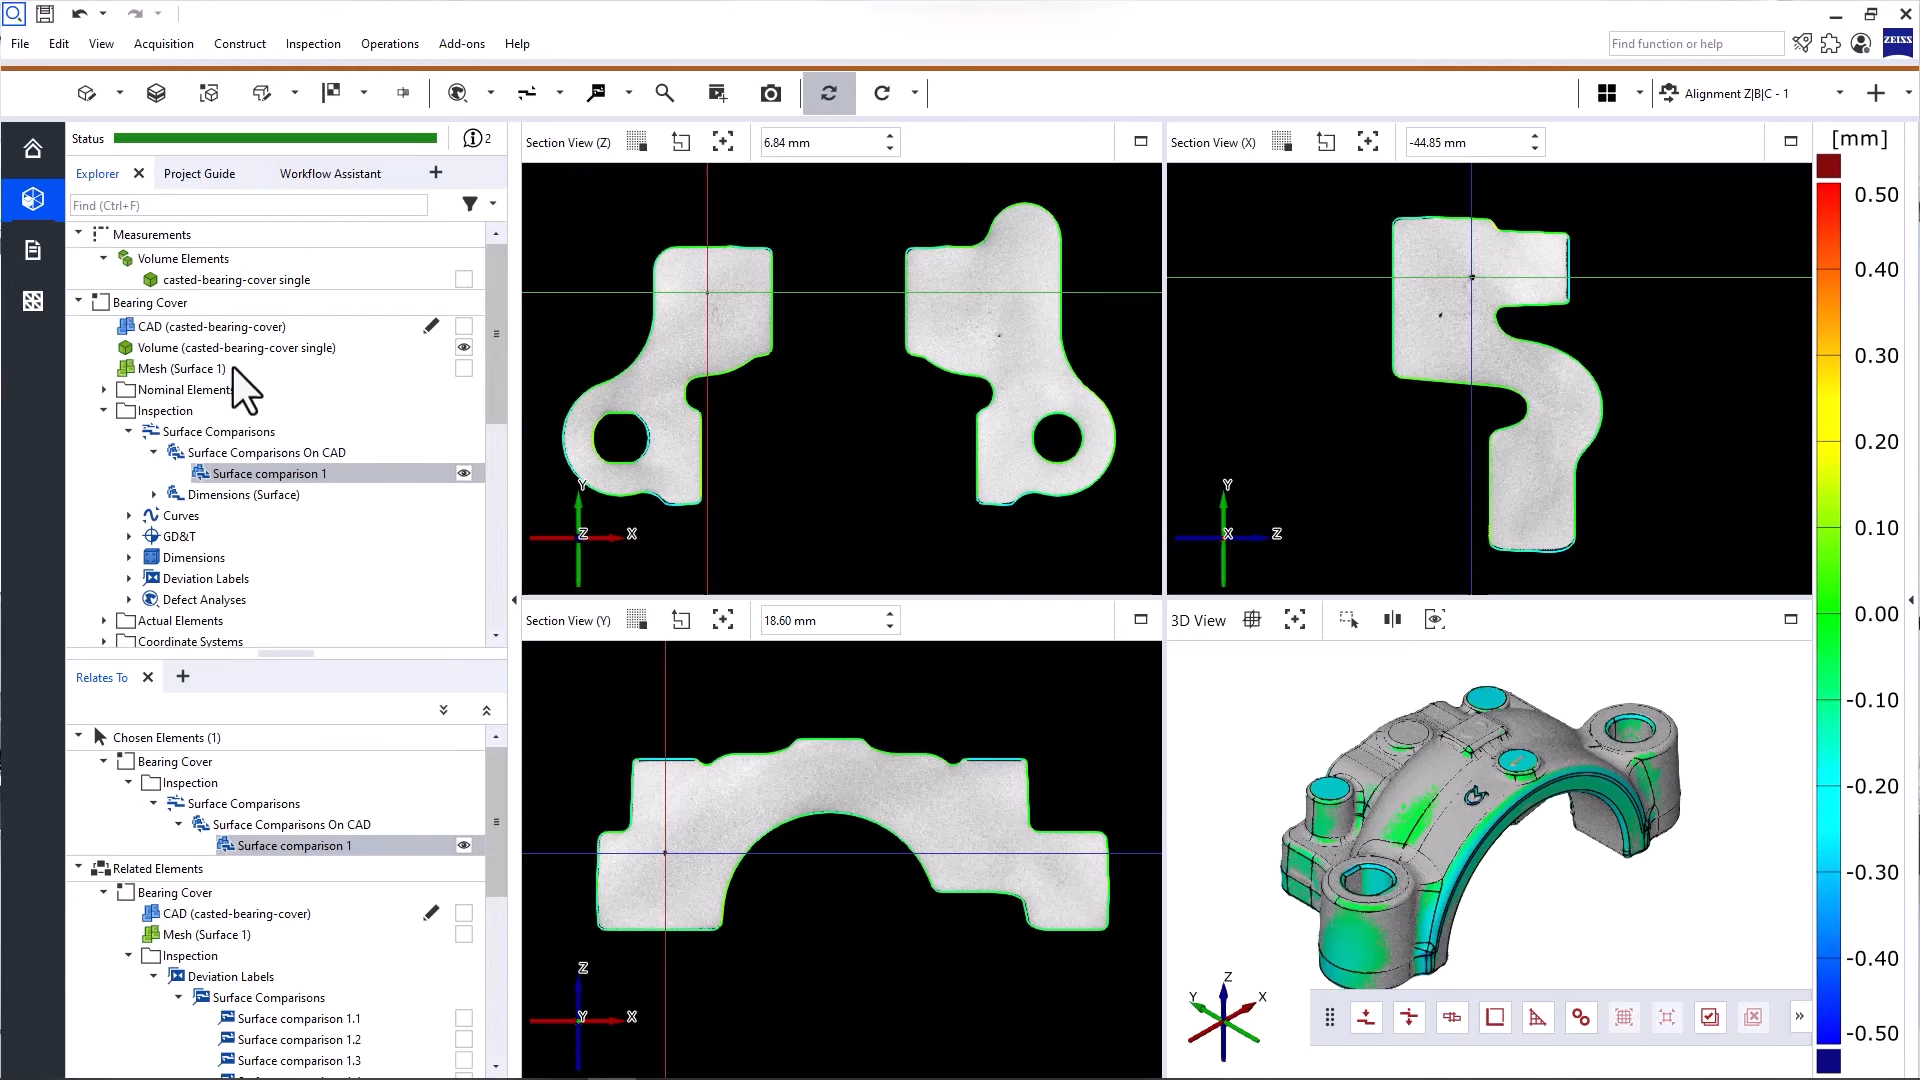 File Edit View Acquisition Construct Inspection Operations Add-ons Help
Find function or help
ZEISS
Alignment Z|B|C - 1
Status
2
Explorer Project Guide Workflow Assistant
Find (Ctrl+F)
Measurements
Volume Elements
casted-bearing-cover single
Bearing Cover
CAD (casted-bearing-cover)
Volume (casted-bearing-cover single)
Mesh (Surface 1)
Nominal Elements
Inspection
Surface Comparisons
Surface Comparisons On CAD
Surface comparison 1
Dimensions (Surface)
Curves
GD&T
Dimensions
Deviation Labels
Defect Analyses
Actual Elements
Coordinate Systems
Relates To
Chosen Elements (1)
Bearing Cover
Inspection
Surface Comparisons
Surface Comparisons On CAD
Surface comparison 1
Related Elements
Bearing Cover
CAD (casted-bearing-cover)
Mesh (Surface 1)
Inspection
Deviation Labels
Surface Comparisons
Surface comparison 1.1
Surface comparison 1.2
Surface comparison 1.3
Section View (Z) 6.84 mm
Y
Z X
Section View (X) -44.85 mm
Y
X Z
Section View (Y) 18.60 mm
Z
Y X
3D View
Z
Y X
[mm]
0.50
0.40
0.30
0.20
0.10
0.00
-0.10
-0.20
-0.30
-0.40
-0.50